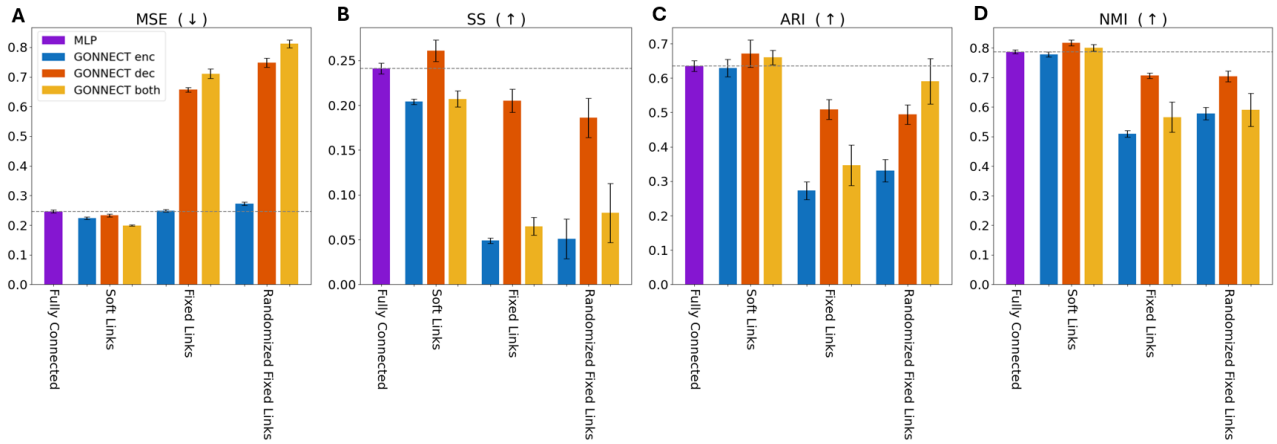 A
MSE (↓)
0.8
0.7
0.6
0.5
0.4
0.3
0.2
0.1
0.0
MLP
GONNECT enc
GONNECT dec
GONNECT both
Fully Connected
Soft Links
Fixed Links
Randomized Fixed Links
B
SS (↑)
0.25
0.20
0.15
0.10
0.05
0.00
Fully Connected
Soft Links
Fixed Links
Randomized Fixed Links
C
ARI (↑)
0.7
0.6
0.5
0.4
0.3
0.2
0.1
0.0
Fully Connected
Soft Links
Fixed Links
Randomized Fixed Links
D
NMI (↑)
0.8
0.7
0.6
0.5
0.4
0.3
0.2
0.1
0.0
Fully Connected
Soft Links
Fixed Links
Randomized Fixed Links